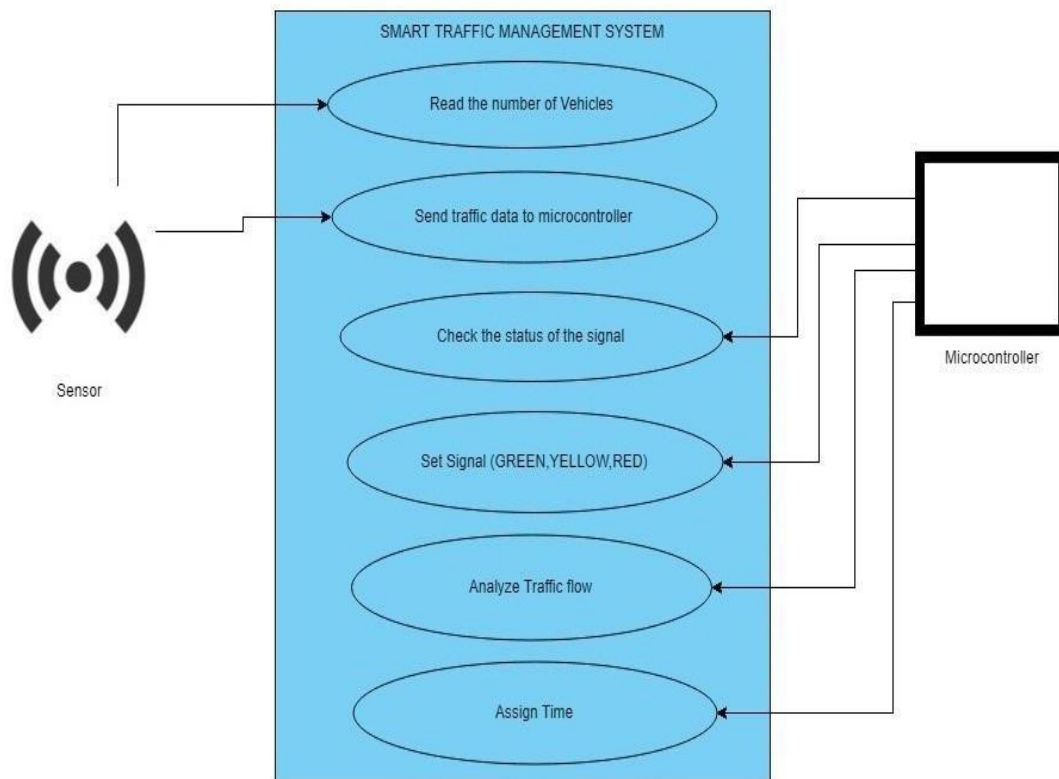 SMART TRAFFIC MANAGEMENT SYSTEM
Read the number of Vehicles
Send traffic data to microcontroller
Check the status of the signal
Microcontroller
Sensor
Set Signal (GREEN,YELLOW,RED)
Analyze Traffic flow
Assign Time